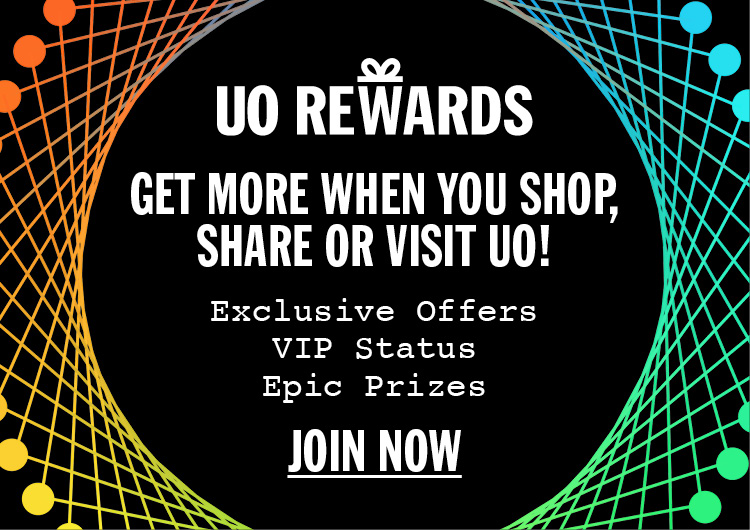 UO REWARDS
GET MORE WHEN YOU SHOP,
SHARE OR VISIT UO!
Exclusive Offers
VIP Status
Epic Prizes
JOIN NOW